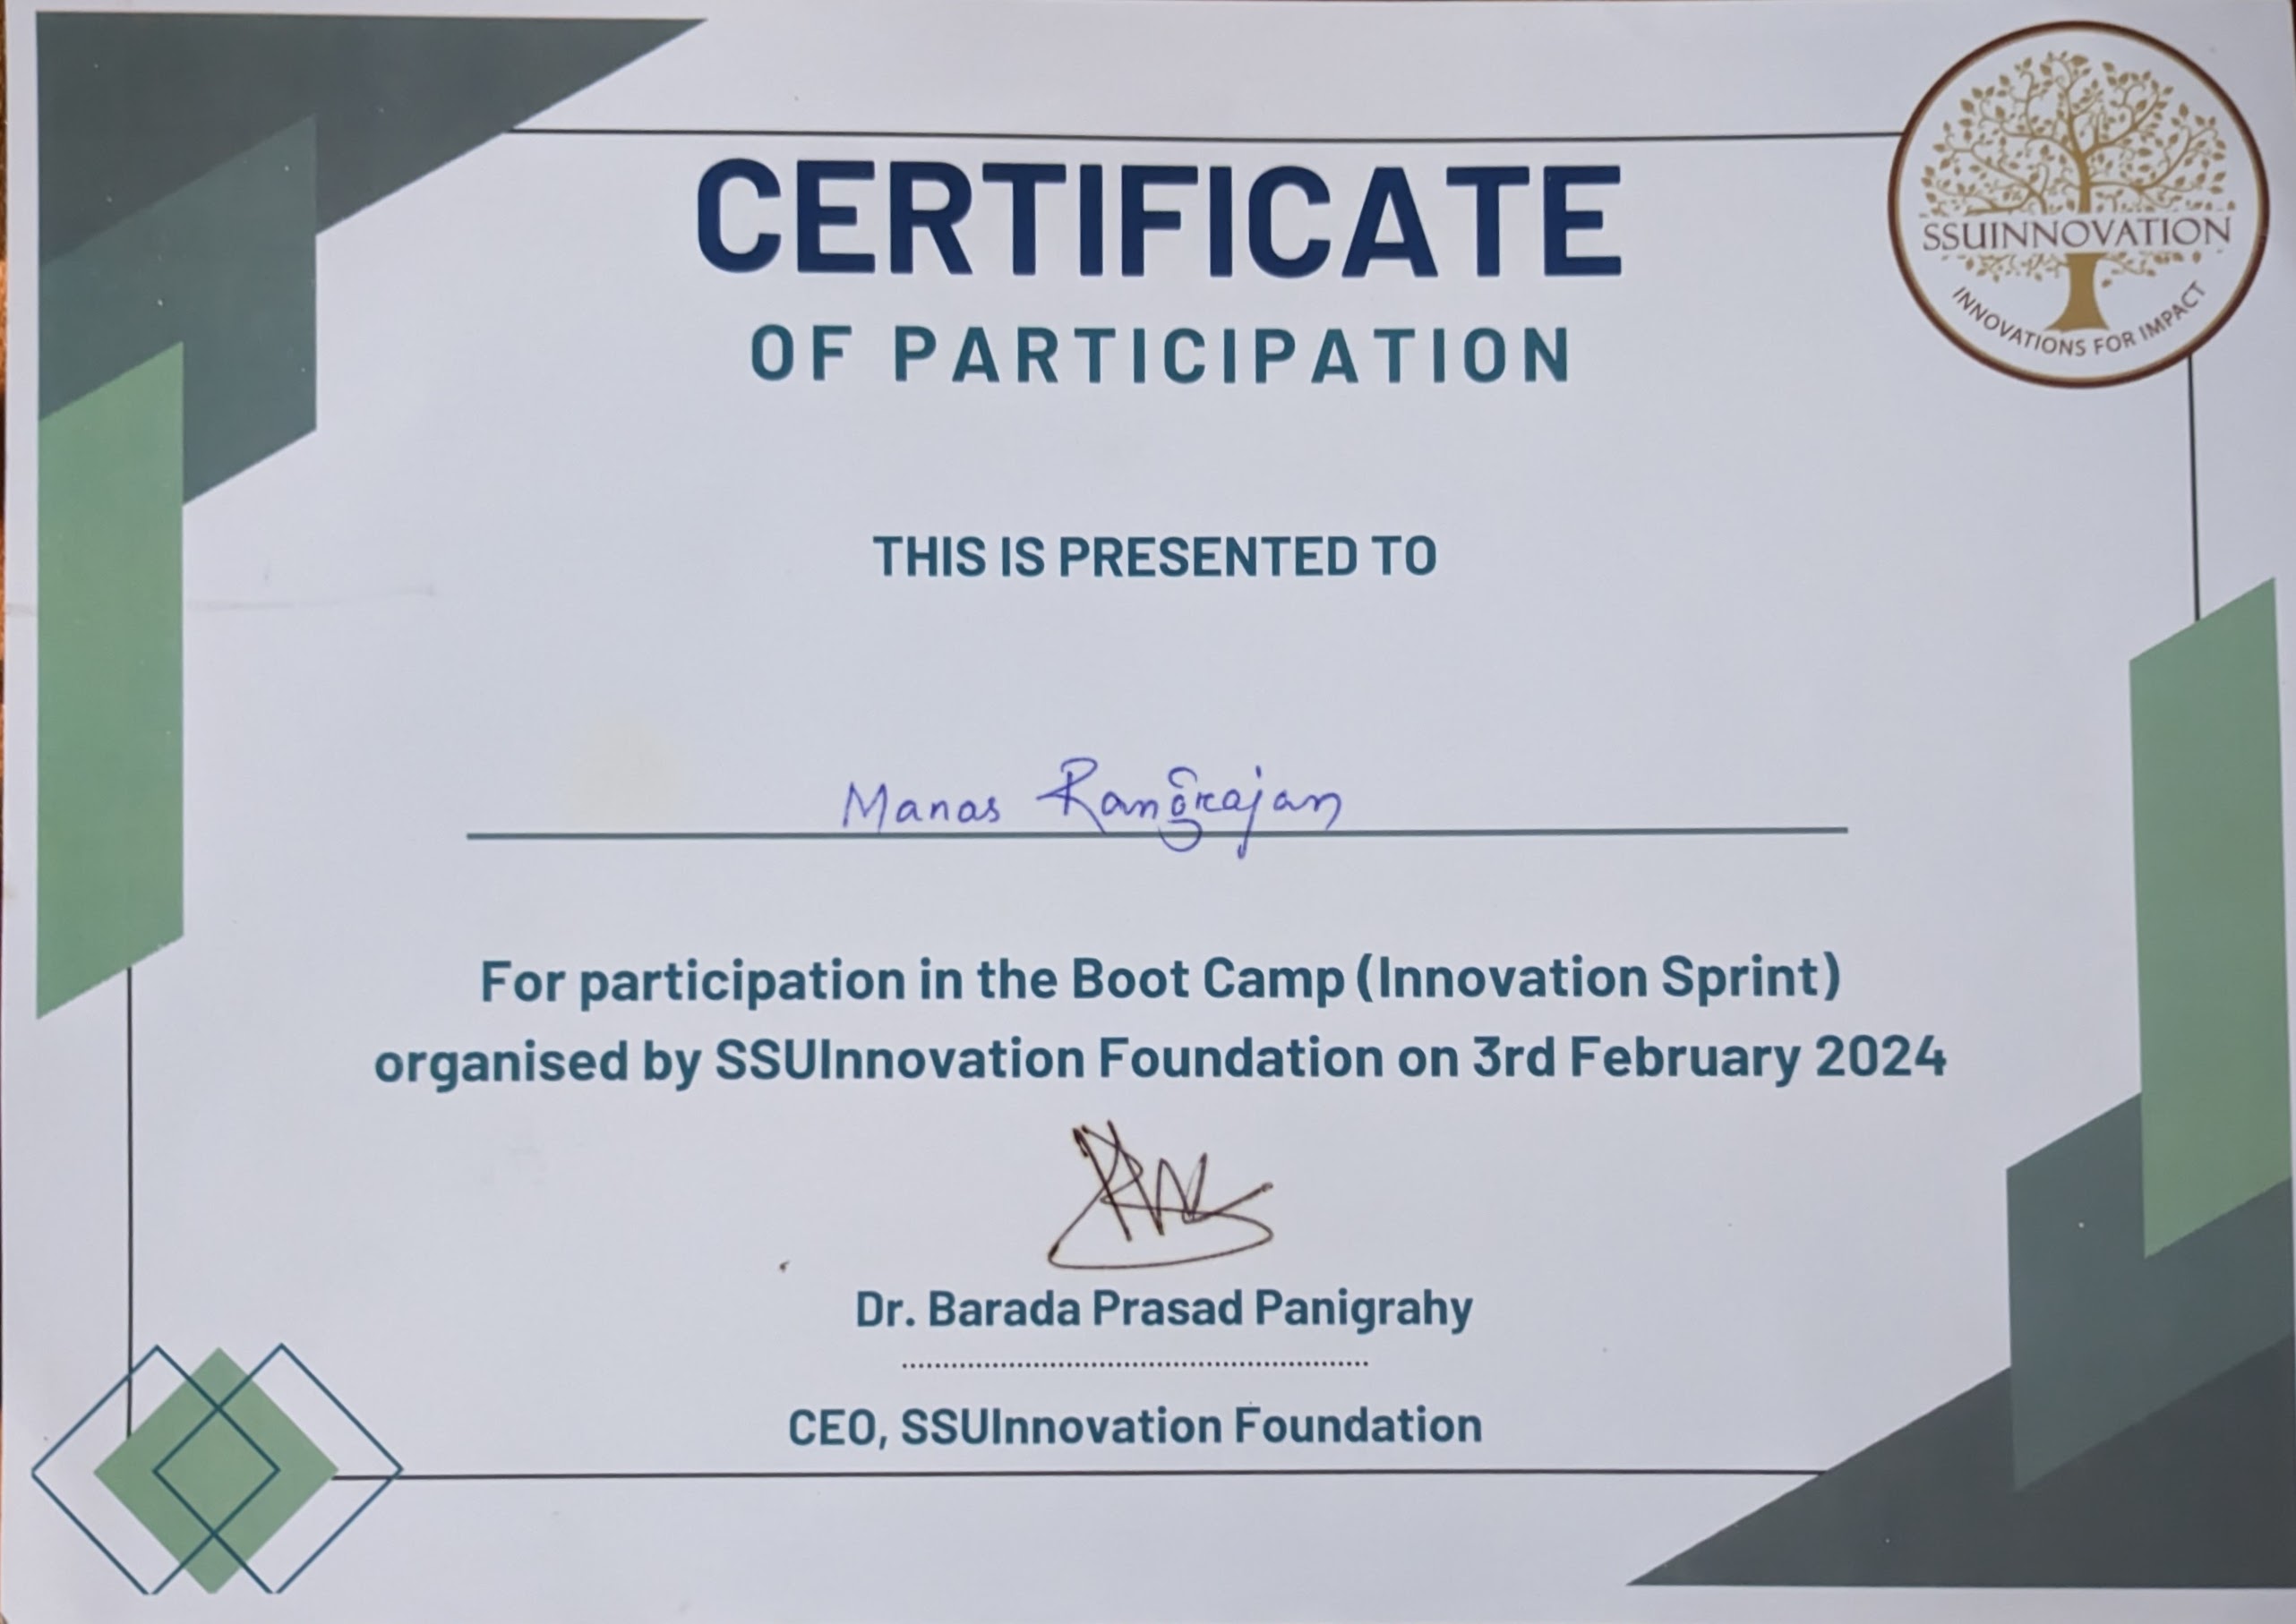 CERTIFICATE
OF PARTICIPATION
SSUINNOVATION
INNOVATIONS FOR IMPACT
THIS IS PRESENTED TO
Manas Rangrajan
For participation in the Boot Camp (Innovation Sprint)
organised by SSUInnovation Foundation on 3rd February 2024
Dr. Barada Prasad Panigrahy
CEO, SSUInnovation Foundation